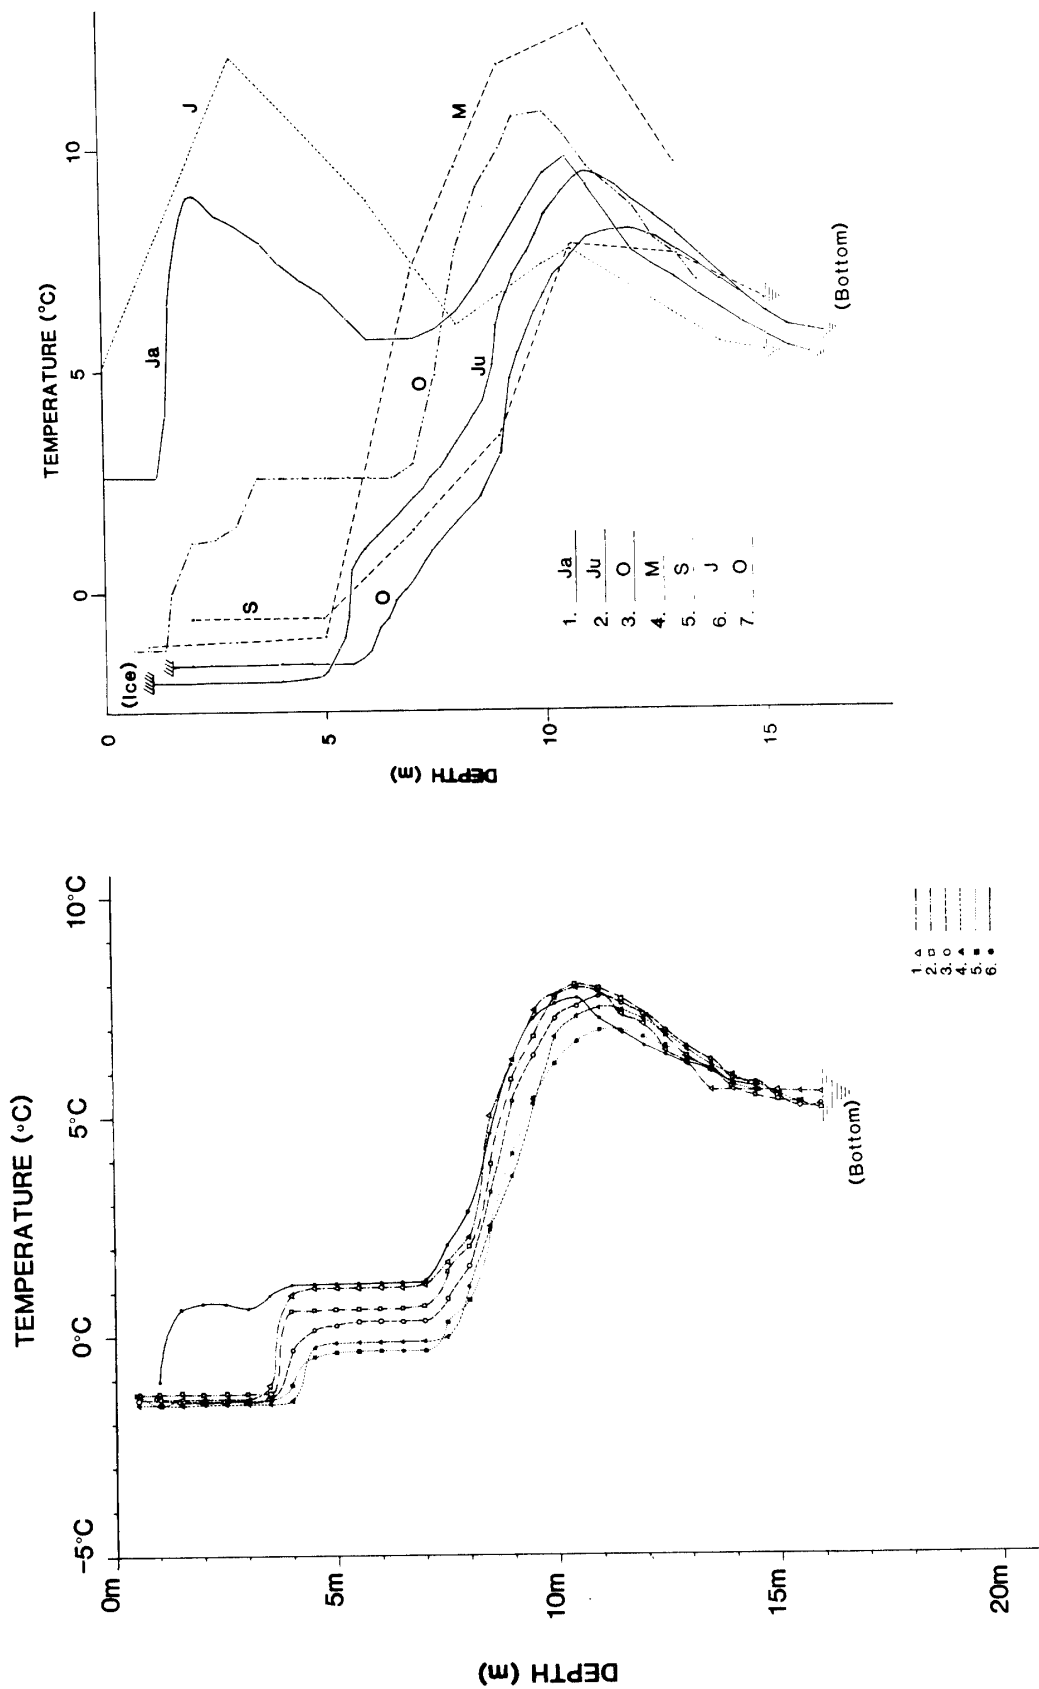 TEMPERATURE (°C)
0
5
10
(Ice)
0
5
10
15
DEPTH (m)
Ja
J
S
O
O
Ju
M
(Bottom)
1. Ja
2. Ju
3. O
4. M
5. S
6. J
7. O
TEMPERATURE (°C)
-5°C
0°C
5°C
10°C
0m
5m
10m
15m
20m
DEPTH (m)
(Bottom)
1.
2.
3.
4.
5.
6.